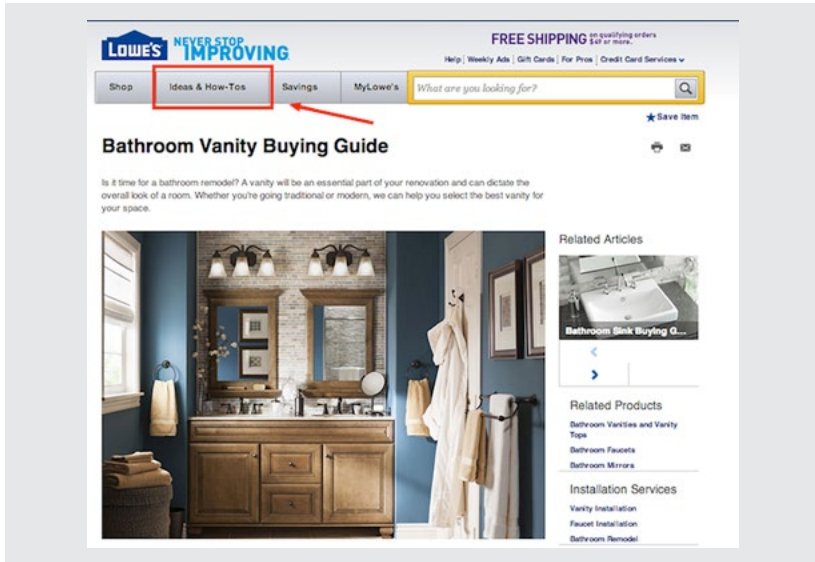 LOWE'S NEVER STOP IMPROVING
FREE SHIPPING on qualifying orders $49 or more.
Help | Weekly Ads | Gift Cards | For Pros | Credit Card Services
Shop Ideas & How-Tos Savings MyLowe's What are you looking for?
Save Item
Bathroom Vanity Buying Guide
Is it time for a bathroom remodel? A vanity will be an essential part of your renovation and can dictate the
overall look of a room. Whether you're going traditional or modern, we can help you select the best vanity for
your space.
Related Articles
Bathroom Sink Buying G...
Related Products
Bathroom Vanities and Vanity
Tops
Bathroom Faucets
Bathroom Mirrors
Installation Services
Vanity Installation
Faucet Installation
Bathroom Remodel